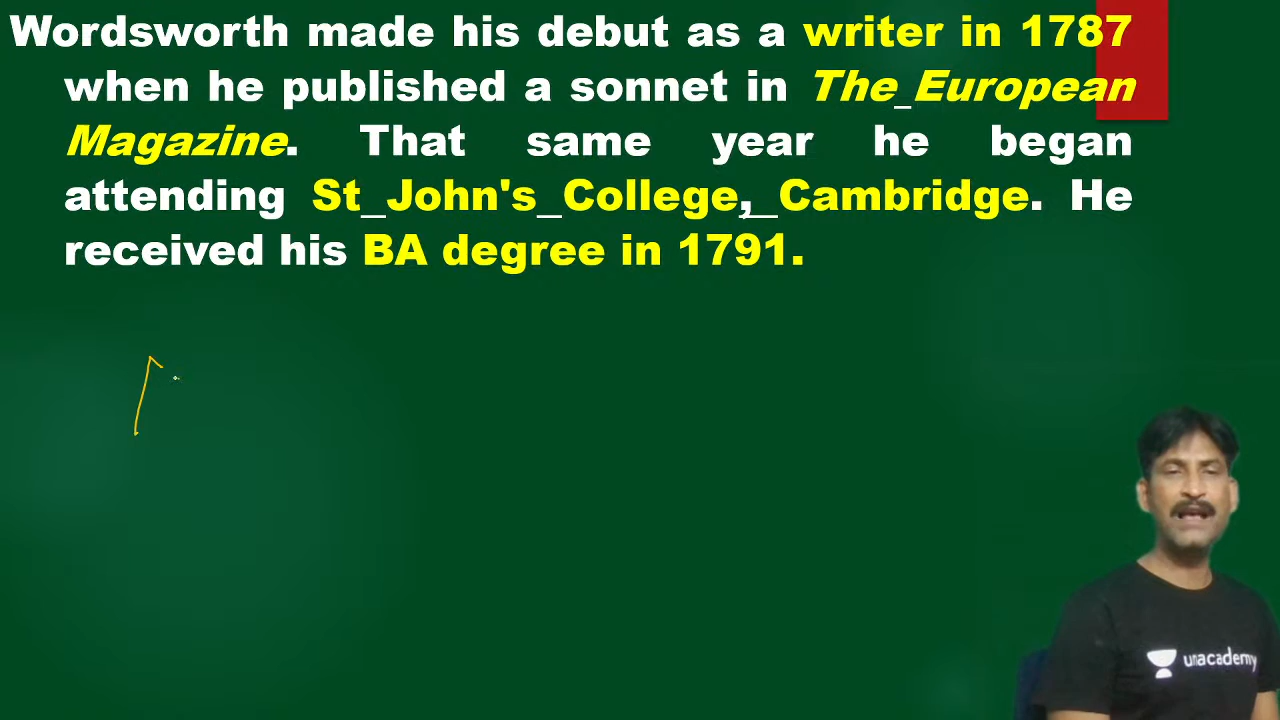 Wordsworth made his debut as a writer in 1787
when he published a sonnet in The_European
Magazine. That same year he began
attending St_John's_College,_Cambridge. He
received his BA degree in 1791.
unacademy